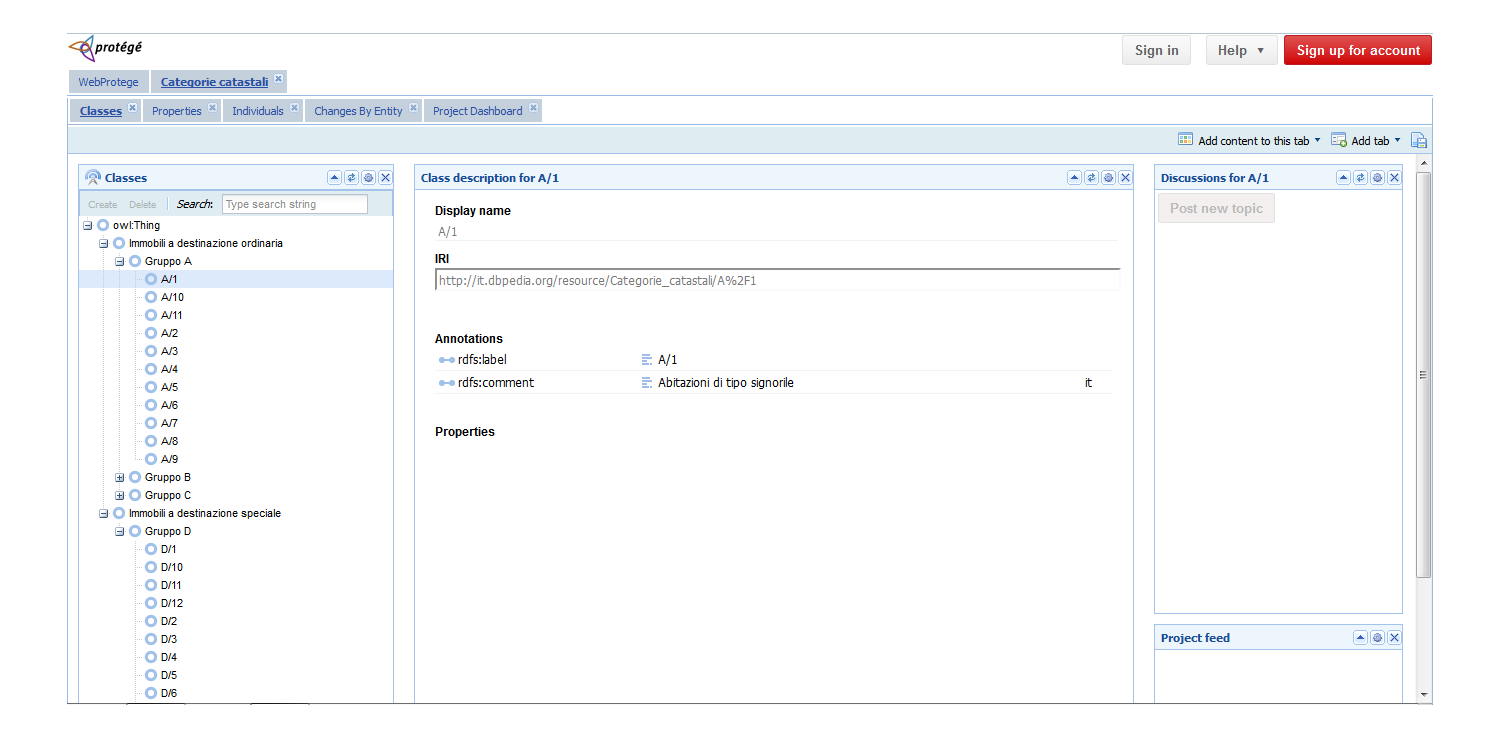 protégé
Sign in Help ▼ Sign up for account
WebProtege Categorie catastali
Classes Properties Individuals Changes By Entity Project Dashboard
Add content to this tab Add tab
Classes
Create Delete Search: Type search string
owl:Thing
Immobili a destinazione ordinaria
Gruppo A
A/1
A/10
A/11
A/2
A/3
A/4
A/5
A/6
A/7
A/8
A/9
Gruppo B
Gruppo C
Immobili a destinazione speciale
Gruppo D
D/1
D/10
D/11
D/12
D/2
D/3
D/4
D/5
D/6
Class description for A/1
Display name
A/1
IRI
http://it.dbpedia.org/resource/Categorie_catastali/A%2F1
Annotations
rdfs:label A/1
rdfs:comment Abitazioni di tipo signorile it
Properties
Discussions for A/1
Post new topic
Project feed